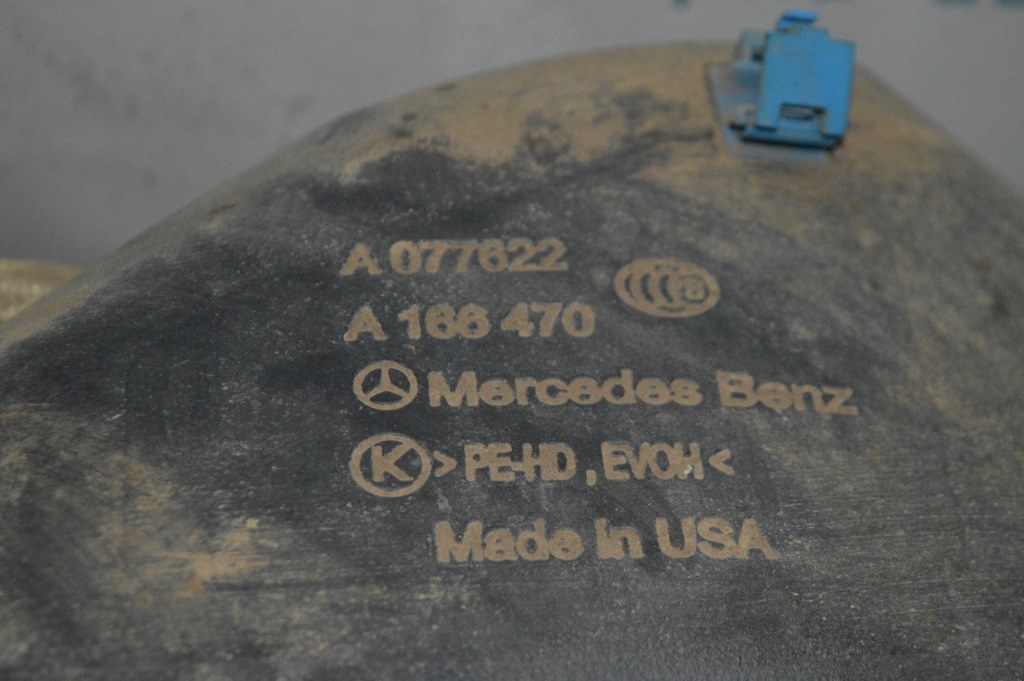 A 077622
A 166 470
Mercedes Benz
K >PE-HD, EVOH<
Made in USA